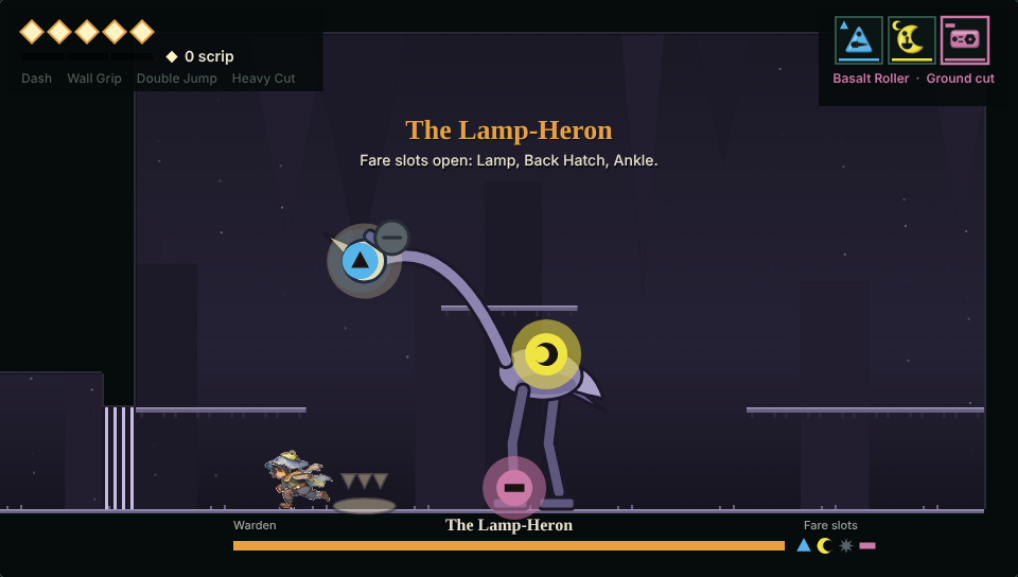 0 scrip
Dash Wall Grip Double Jump Heavy Cut
Basalt Roller · Ground cut
The Lamp-Heron
Fare slots open: Lamp, Back Hatch, Ankle.
Warden The Lamp-Heron Fare slots